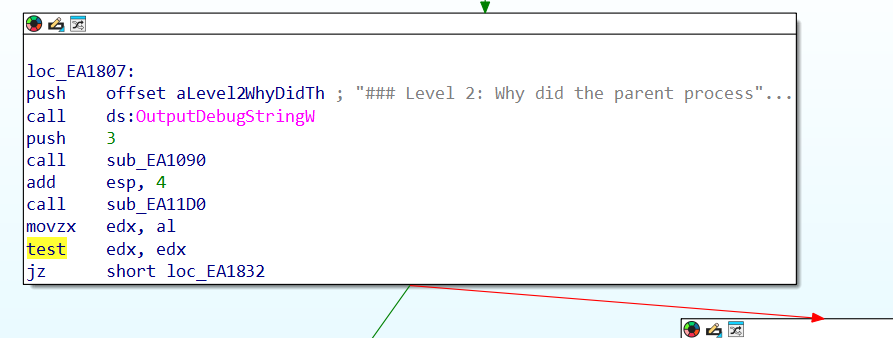 loc_EA1807:
push offset aLevel2WhyDidTh ; "### Level 2: Why did the parent process"...
call ds:OutputDebugStringW
push 3
call sub_EA1090
add esp, 4
call sub_EA11D0
movzx edx, al
test edx, edx
jz short loc_EA1832